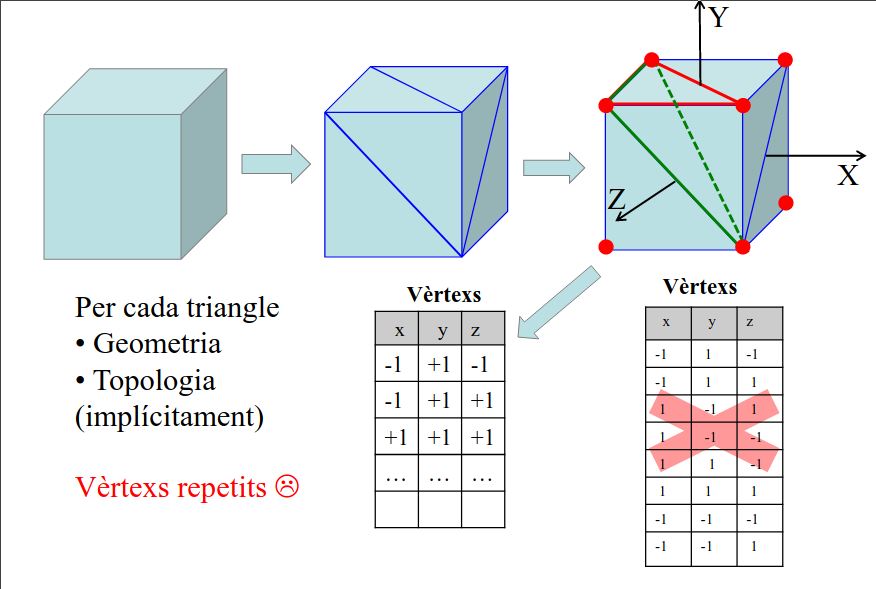 Y
X
Z
Per cada triangle
• Geometria
• Topologia
(implícitament)
Vèrtexs repetits ☹
Vèrtexs
x y z
-1 +1 -1
-1 +1 +1
+1 +1 +1
... ... ...
Vèrtexs
x y z
-1 1 -1
-1 1 1
1 -1 1
1 -1 -1
1 1 -1
1 1 1
-1 -1 -1
-1 -1 1